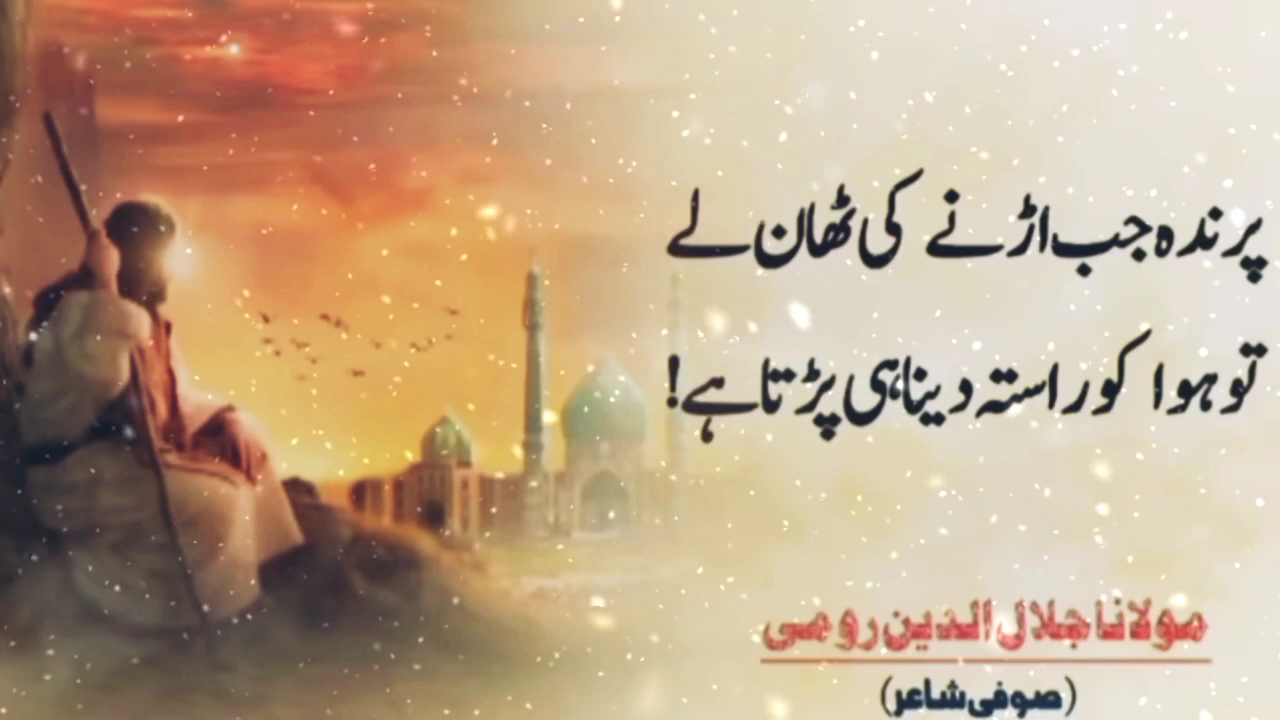 پرندہ جب اڑنے کی ٹھان لے
تو ہوا کو راستہ دینا ہی پڑتا ہے!
مولانا جلال الدین رومی
(صوفی شاعر)